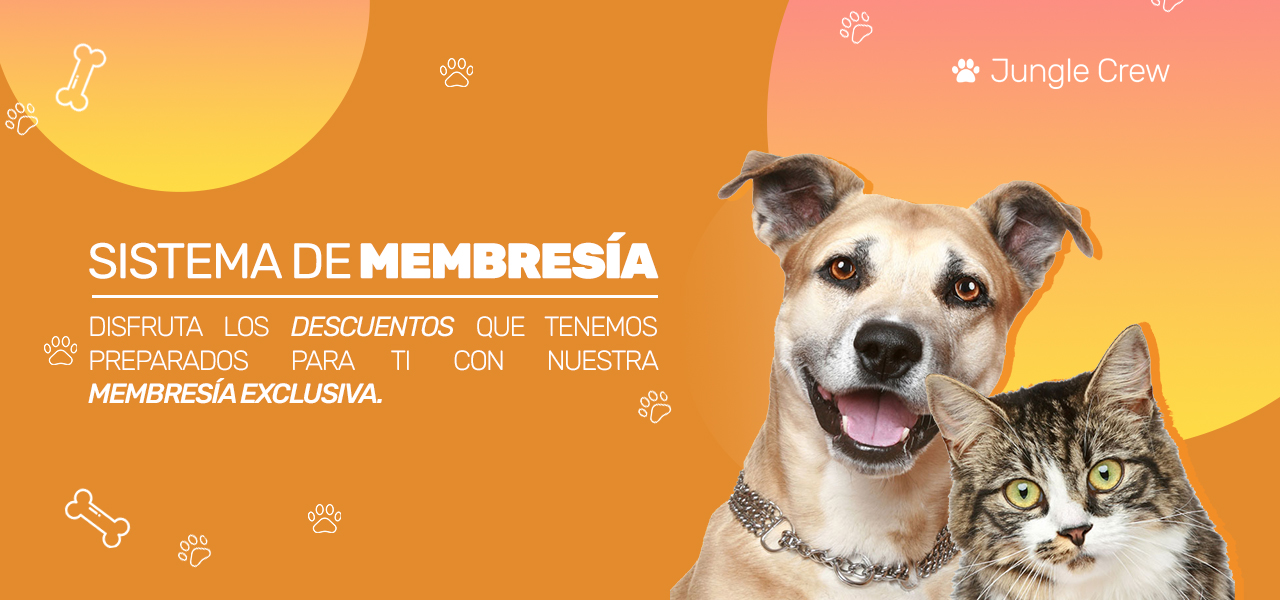 Jungle Crew
SISTEMA DE MEMBRESÍA
DISFRUTA LOS DESCUENTOS QUE TENEMOS
PREPARADOS PARA TI CON NUESTRA
MEMBRESÍA EXCLUSIVA.